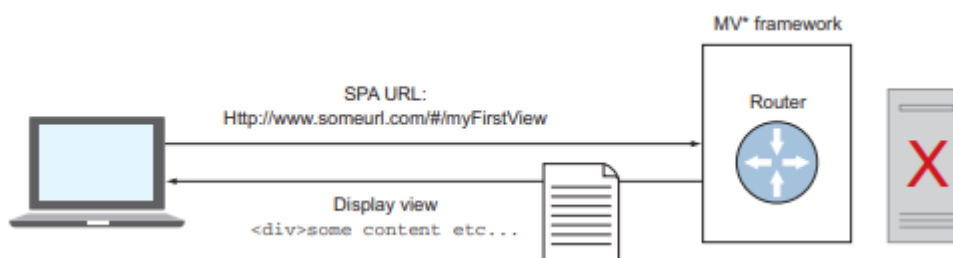 MV* framework
SPA URL:
Http://www.someurl.com/#/myFirstView
Router
X
Display view
<div>some content etc...